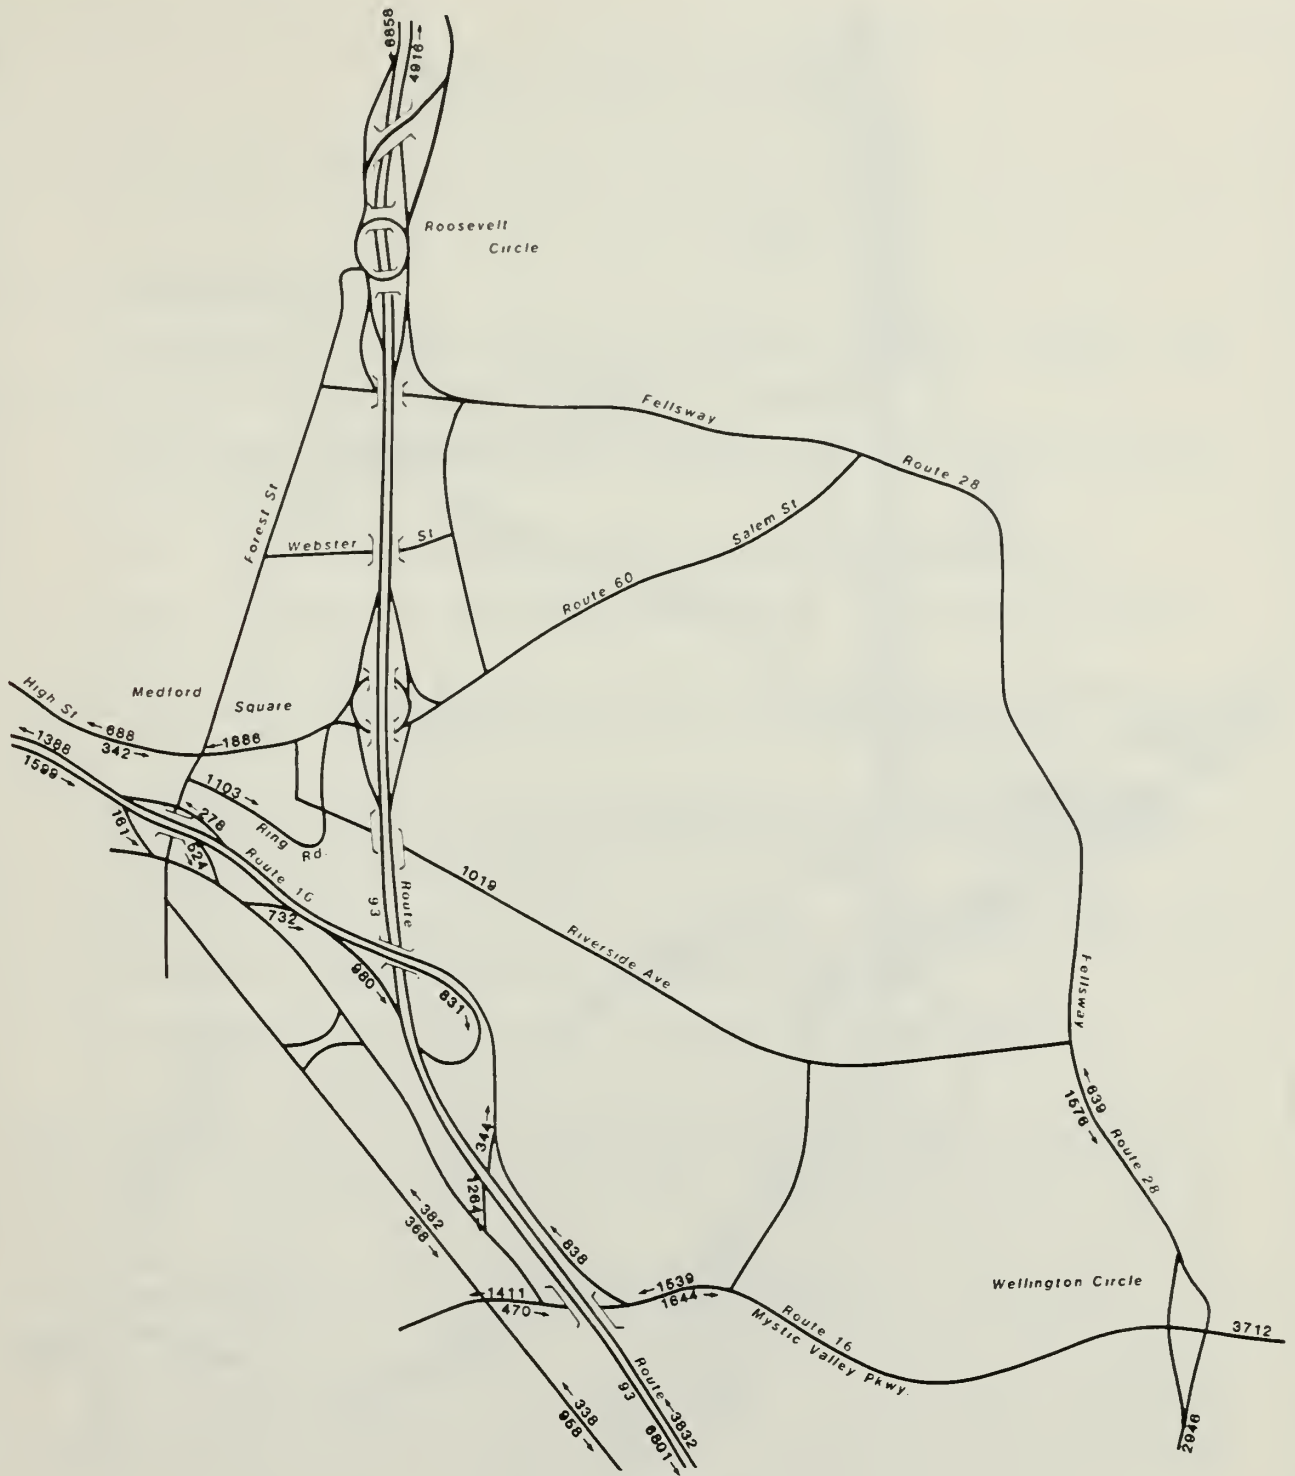 6858
4916
Roosevelt
Circle
Fellsway
Route 28
Forest St
Salem St
Webster St
Route 60
High St
Medford
Square
688
342
1886
1388
1599
1103
Ring Rd.
161
278
624
Route 16
732
Route
93
1019
Riverside Ave
980
831
Fellsway
639
1576
Route 28
344
1264
382
368
838
1411
470
1539
1644
Route 16
Mystic Valley Pkwy.
Wellington Circle
3712
Route
93
338
958
3832
6801
2946